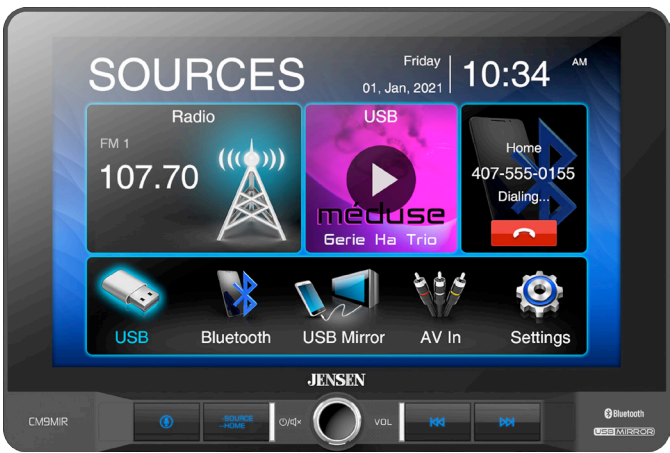 SOURCES
Friday
01, Jan, 2021
10:34 AM
Radio
FM 1
107.70
USB
méduse
Gerie Ha Trio
Home
407-555-0155
Dialing...
USB
Bluetooth
USB Mirror
AV In
Settings
JENSEN
CM9MIR
SOURCE
HOME
VOL
Bluetooth
USB MIRROR